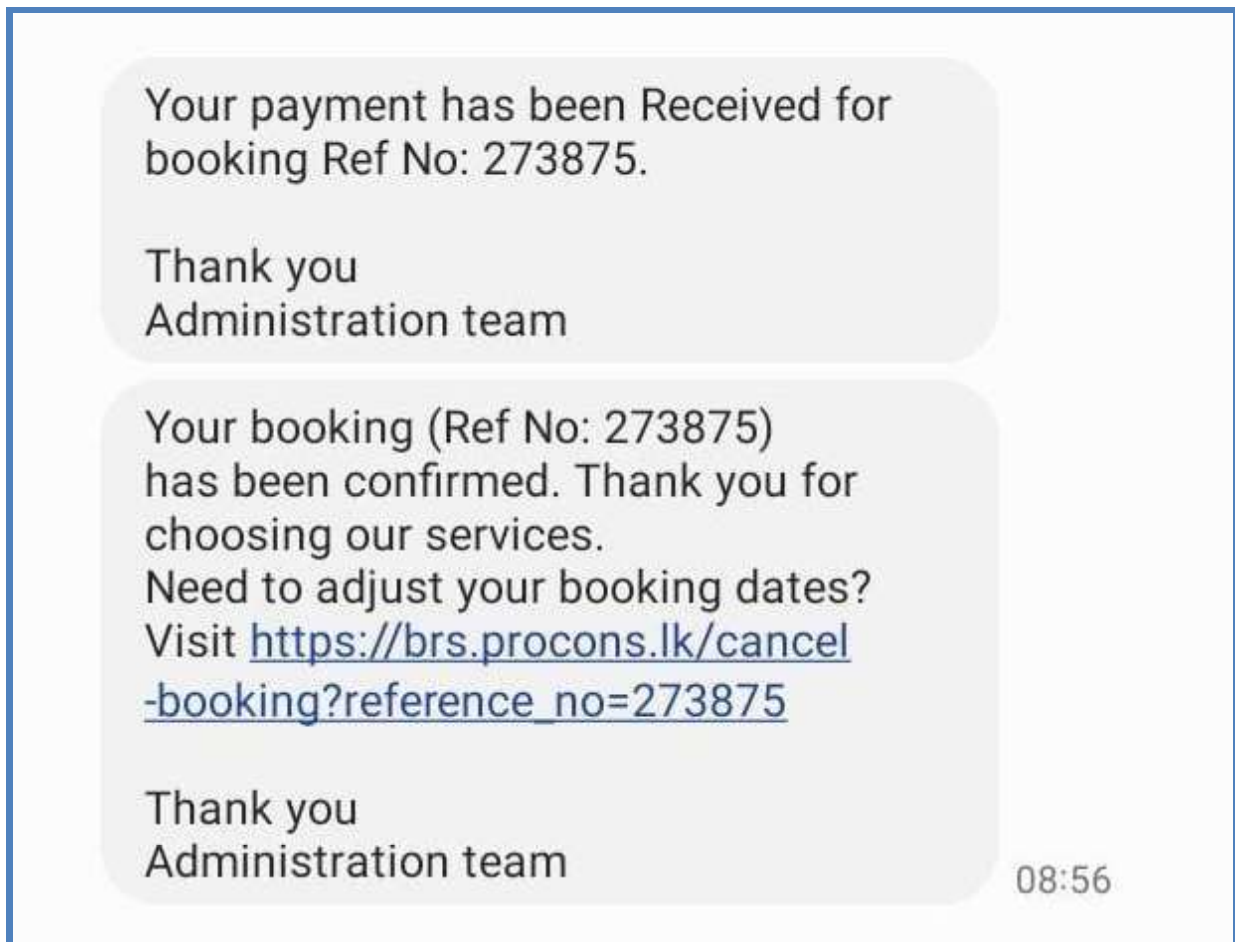 Your payment has been Received for
booking Ref No: 273875.
Thank you
Administration team
Your booking (Ref No: 273875)
has been confirmed. Thank you for
choosing our services.
Need to adjust your booking dates?
Visit https://brs.procons.lk/cancel
-booking?reference_no=273875
Thank you
Administration team
08:56